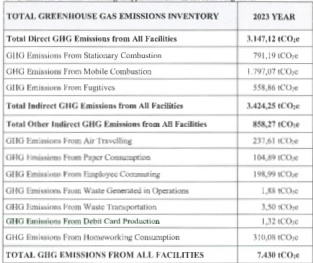 TOTAL GREENHOUSE GAS EMISSIONS INVENTORY 2023 YEAR
Total Direct GHG Emissions from All Facilities 3.147,12 tCO₂e
GHG Emissions From Stationary Combustion 791,19 tCO₂e
GHG Emissions From Mobile Combustion 1.797,07 tCO₂e
GHG Emissions From Fugitives 558,86 tCO₂e
Total Indirect GHG Emissions from All Facilities 3.424,25 tCO₂e
Total Other Indirect GHG Emissions from All Facilities 858,27 tCO₂e
GHG Emissions From Air Travelling 237,61 tCO₂e
GHG Emissions From Paper Consumption 104,89 tCO₂e
GHG Emissions From Employee Commuting 198,99 tCO₂e
GHG Emissions From Waste Generated in Operations 1,88 tCO₂e
GHG Emissions From Waste Transportation 3,50 tCO₂e
GHG Emissions From Debit Card Production 1,32 tCO₂e
GHG Emissions From Homeworking Consumption 310,08 tCO₂e
TOTAL GHG EMISSIONS FROM ALL FACILITIES 7.430 tCO₂e